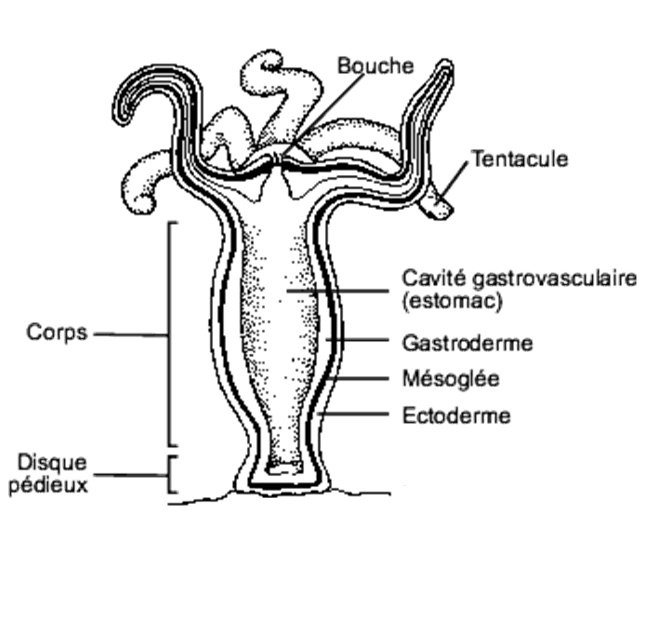 Bouche
Tentacule
Cavité gastrovasculaire
(estomac)
Corps
Gastroderme
Mésoglée
Ectoderme
Disque
pédieux